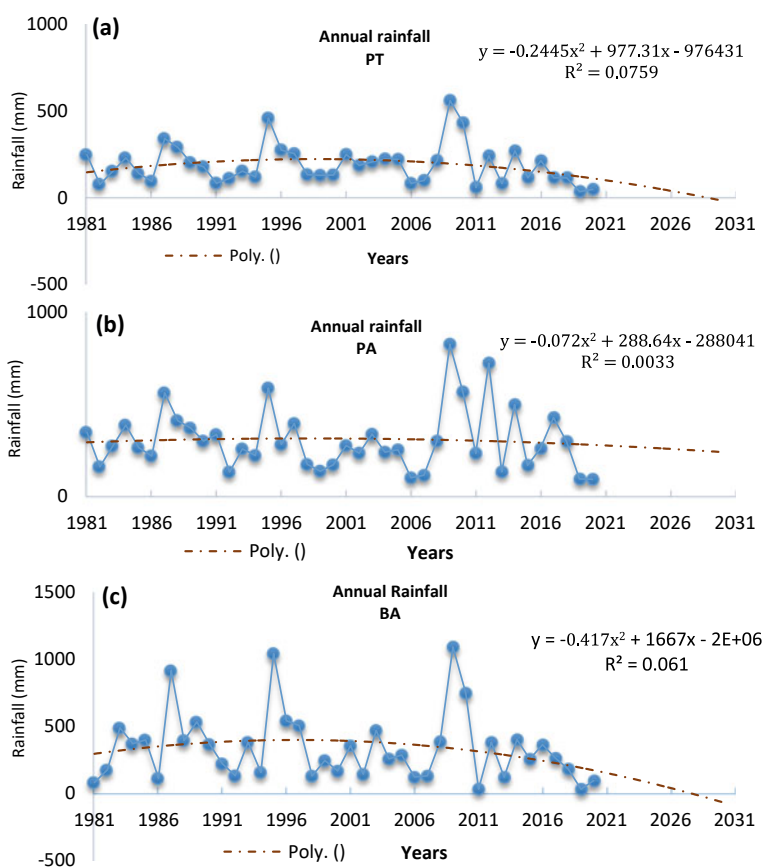 (a)
Annual rainfall
PT
y = -0.2445x² + 977.31x - 976431
R² = 0.0759
Rainfall (mm)
1000
500
0
-500
1981 1986 1991 1996 2001 2006 2011 2016 2021 2026 2031
Poly. ()
Years
(b)
Annual rainfall
PA
y = -0.072x² + 288.64x - 288041
R² = 0.0033
Rainfall (mm)
1000
0
1981 1986 1991 1996 2001 2006 2011 2016 2021 2026 2031
Poly. ()
Years
(c)
Annual Rainfall
BA
y = -0.417x² + 1667x - 2E+06
R² = 0.061
Rainfall (mm)
1500
1000
500
0
-500
1981 1986 1991 1996 2001 2006 2011 2016 2021 2026 2031
Poly. ()
Years